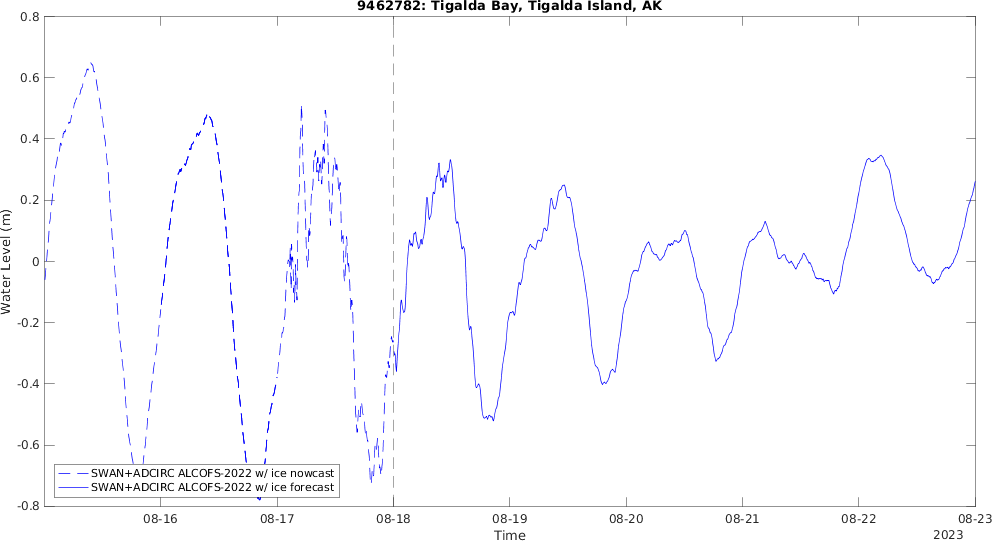 9462782: Tigalda Bay, Tigalda Island, AK
0.8
0.6
0.4
0.2
0
-0.2
-0.4
-0.6
-0.8
Water Level (m)
SWAN+ADCIRC ALCOFS-2022 w/ ice nowcast
SWAN+ADCIRC ALCOFS-2022 w/ ice forecast
08-16 08-17 08-18 08-19 08-20 08-21 08-22 08-23
Time
2023